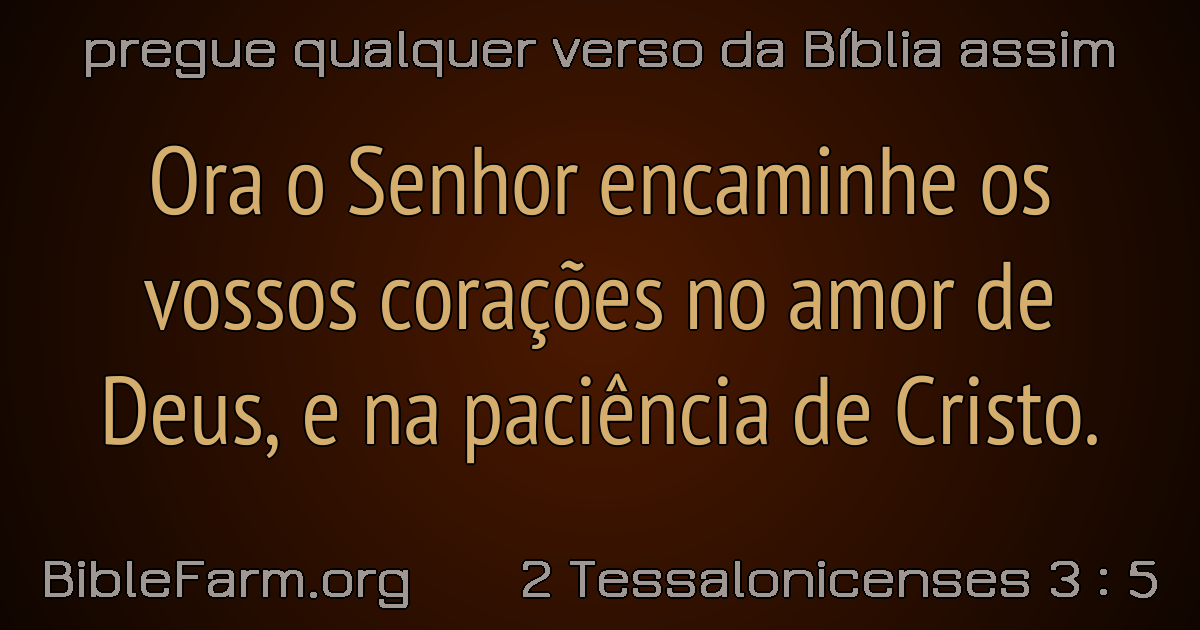 pregue qualquer verso da Bíblia assim
Ora o Senhor encaminhe os
vossos corações no amor de
Deus, e na paciência de Cristo.
BibleFarm.org
2 Tessalonicenses 3 : 5